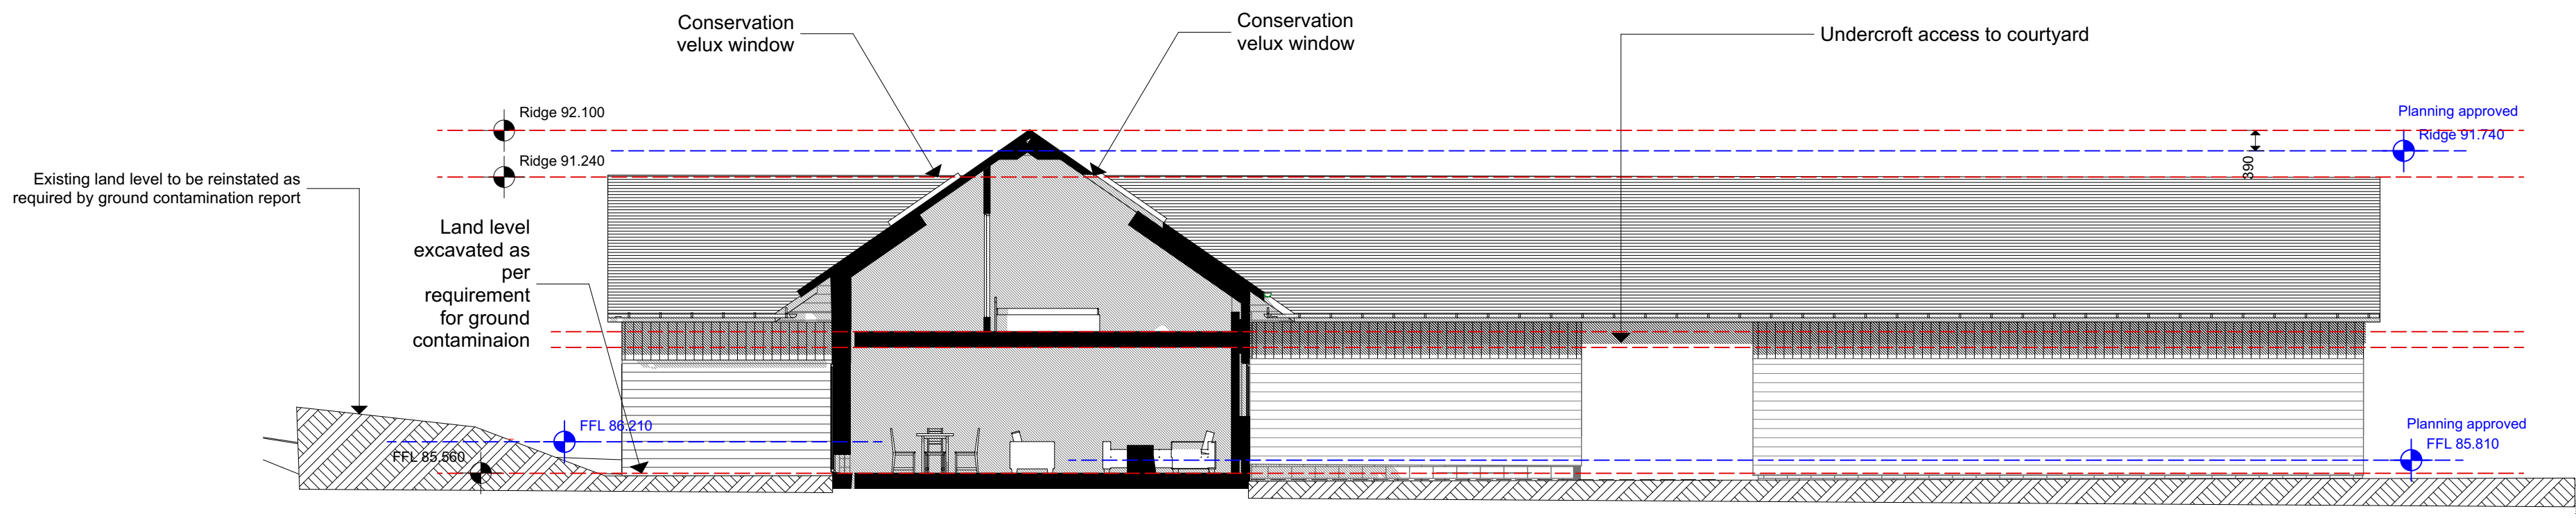 Conservation
velux window
Conservation
velux window
Undercroft access to courtyard
Ridge 92.100
Planning approved
Ridge 91.740
Ridge 91.240
390
Existing land level to be reinstated as
required by ground contamination report
Land level
excavated as
per
requirement
for ground
contaminaion
FFL 86.210
FFL 85.560
Planning approved
FFL 85.810